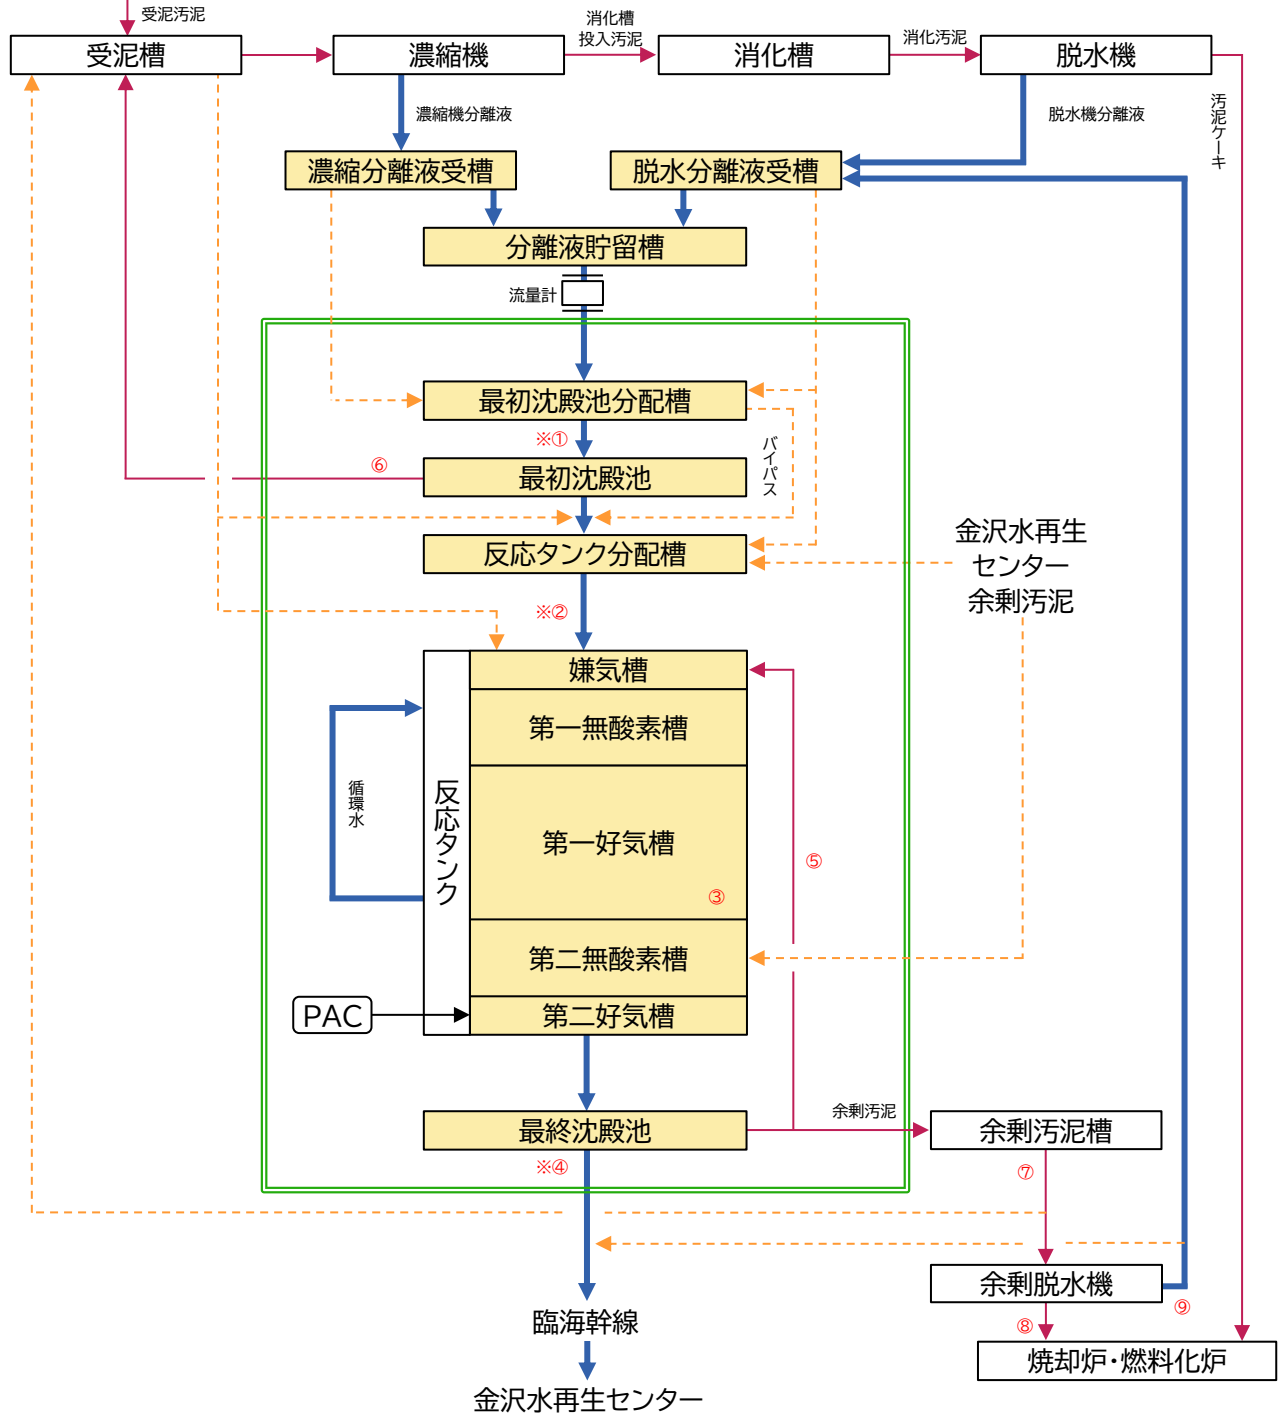 受泥汚泥
消化槽
投入汚泥
消化汚泥
受泥槽
濃縮機
消化槽
脱水機
濃縮機分離液
脱水機分離液
汚泥ケーキ
濃縮分離液受槽
脱水分離液受槽
分離液貯留槽
流量計
最初沈殿池分配槽
※①
バイパス
⑥
最初沈殿池
金沢水再生
センター
余剰汚泥
反応タンク分配槽
※②
嫌気槽
第一無酸素槽
循環水
反応タンク
第一好気槽
③
⑤
第二無酸素槽
PAC
第二好気槽
最終沈殿池
余剰汚泥
余剰汚泥槽
※④
⑦
余剰脱水機
⑨
⑧
臨海幹線
焼却炉・燃料化炉
金沢水再生センター